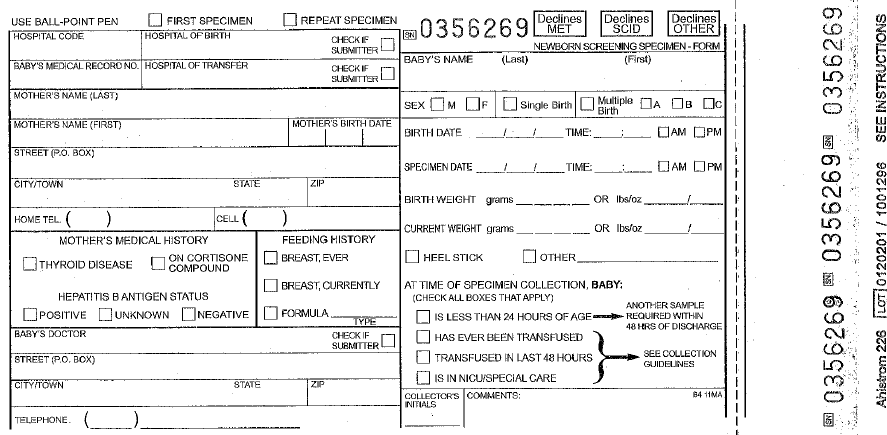 USE BALL-POINT PEN FIRST SPECIMEN REPEAT SPECIMEN
HOSPITAL CODE HOSPITAL OF BIRTH CHECK IF SUBMITTER
BABY'S MEDICAL RECORD NO. HOSPITAL OF TRANSFER CHECK IF SUBMITTER
MOTHER'S NAME (LAST)
MOTHER'S NAME (FIRST) MOTHER'S BIRTH DATE
STREET (P.O. BOX)
CITY/TOWN STATE ZIP
HOME TEL. ( ) CELL ( )
MOTHER'S MEDICAL HISTORY
THYROID DISEASE ON CORTISONE COMPOUND
HEPATITIS B ANTIGEN STATUS
POSITIVE UNKNOWN NEGATIVE
FEEDING HISTORY
BREAST, EVER
BREAST, CURRENTLY
FORMULA
TYPE
BABY'S DOCTOR CHECK IF SUBMITTER
STREET (P.O. BOX)
CITY/TOWN STATE ZIP
TELEPHONE. ( )
SN 0356269 Declines MET Declines SCID Declines OTHER
NEWBORN SCREENING SPECIMEN - FORM
BABY'S NAME (Last) (First)
SEX M F Single Birth Multiple Birth A B C
BIRTH DATE / / TIME: : AM PM
SPECIMEN DATE / / TIME: : AM PM
BIRTH WEIGHT grams OR lbs/oz /
CURRENT WEIGHT grams OR lbs/oz /
HEEL STICK OTHER
AT TIME OF SPECIMEN COLLECTION, BABY:
(CHECK ALL BOXES THAT APPLY)
IS LESS THAN 24 HOURS OF AGE ANOTHER SAMPLE REQUIRED WITHIN 48 HRS OF DISCHARGE
HAS EVER BEEN TRANSFUSED
TRANSFUSED IN LAST 48 HOURS SEE COLLECTION GUIDELINES
IS IN NICU/SPECIAL CARE
COLLECTOR'S INITIALS COMMENTS: B4 11MA
SN 0356269 SN 0356269 SN 0356269
Ahlstrom 226 LOT 0120201 / 1001296 SEE INSTRUCTIONS